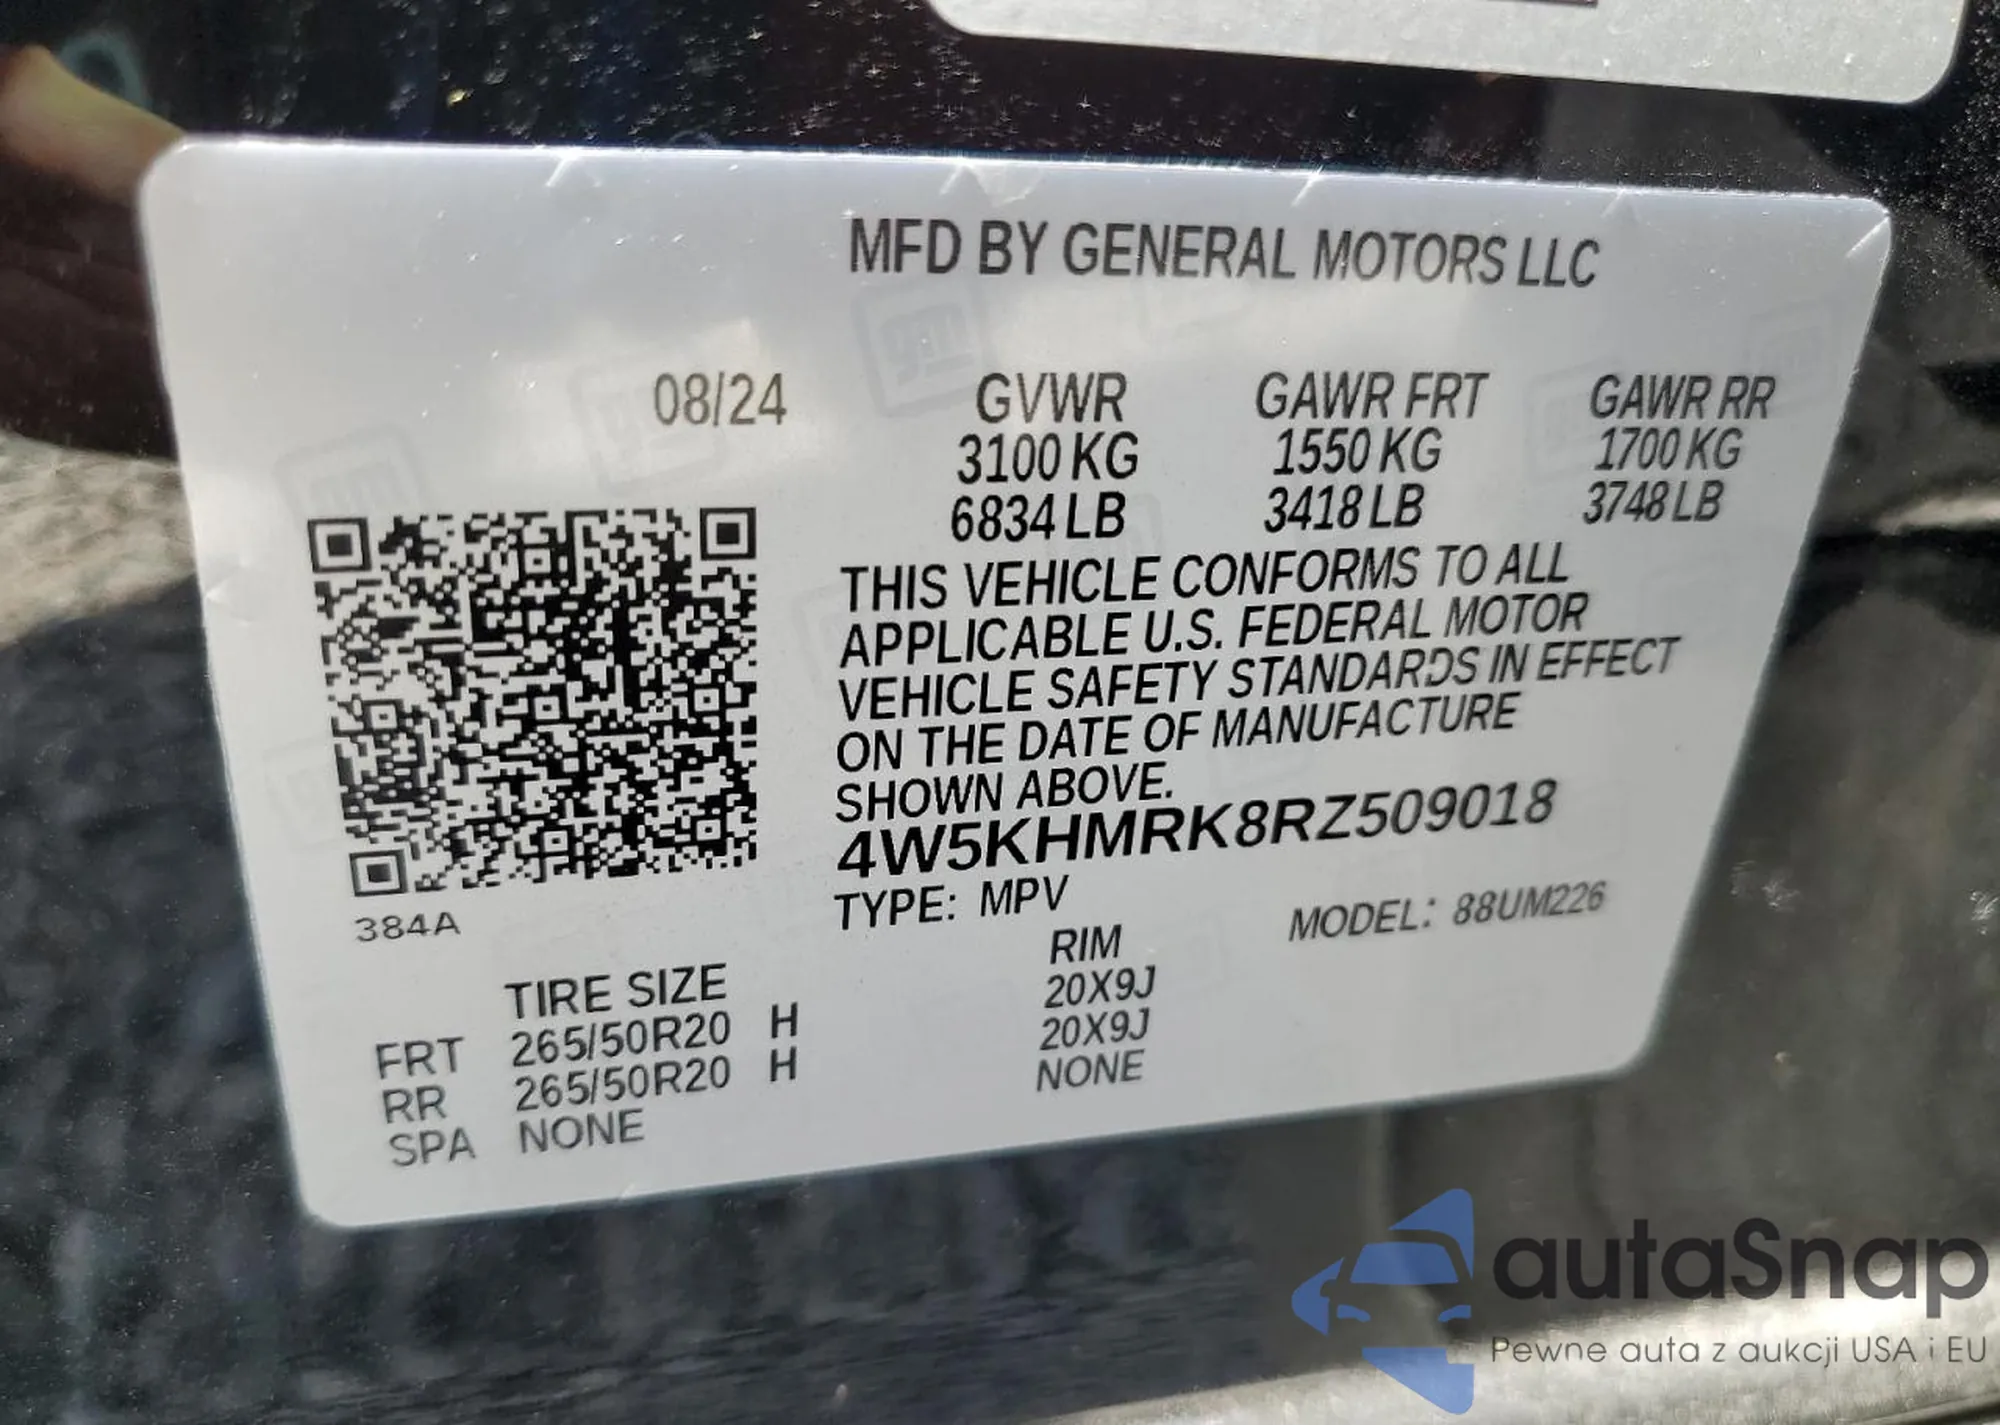 MFD BY GENERAL MOTORS LLC
08/24 GVWR GAWR FRT GAWR RR
3100 KG 1550 KG 1700 KG
6834 LB 3418 LB 3748 LB
THIS VEHICLE CONFORMS TO ALL
APPLICABLE U.S. FEDERAL MOTOR
VEHICLE SAFETY STANDARDS IN EFFECT
ON THE DATE OF MANUFACTURE
SHOWN ABOVE.
4W5KHMRK8RZ509018
TYPE: MPV MODEL: 88UM226
384A
TIRE SIZE RIM
FRT 265/50R20 H 20X9J
RR 265/50R20 H 20X9J
SPA NONE NONE
autaSnap
Pewne auta z aukcji USA i EU